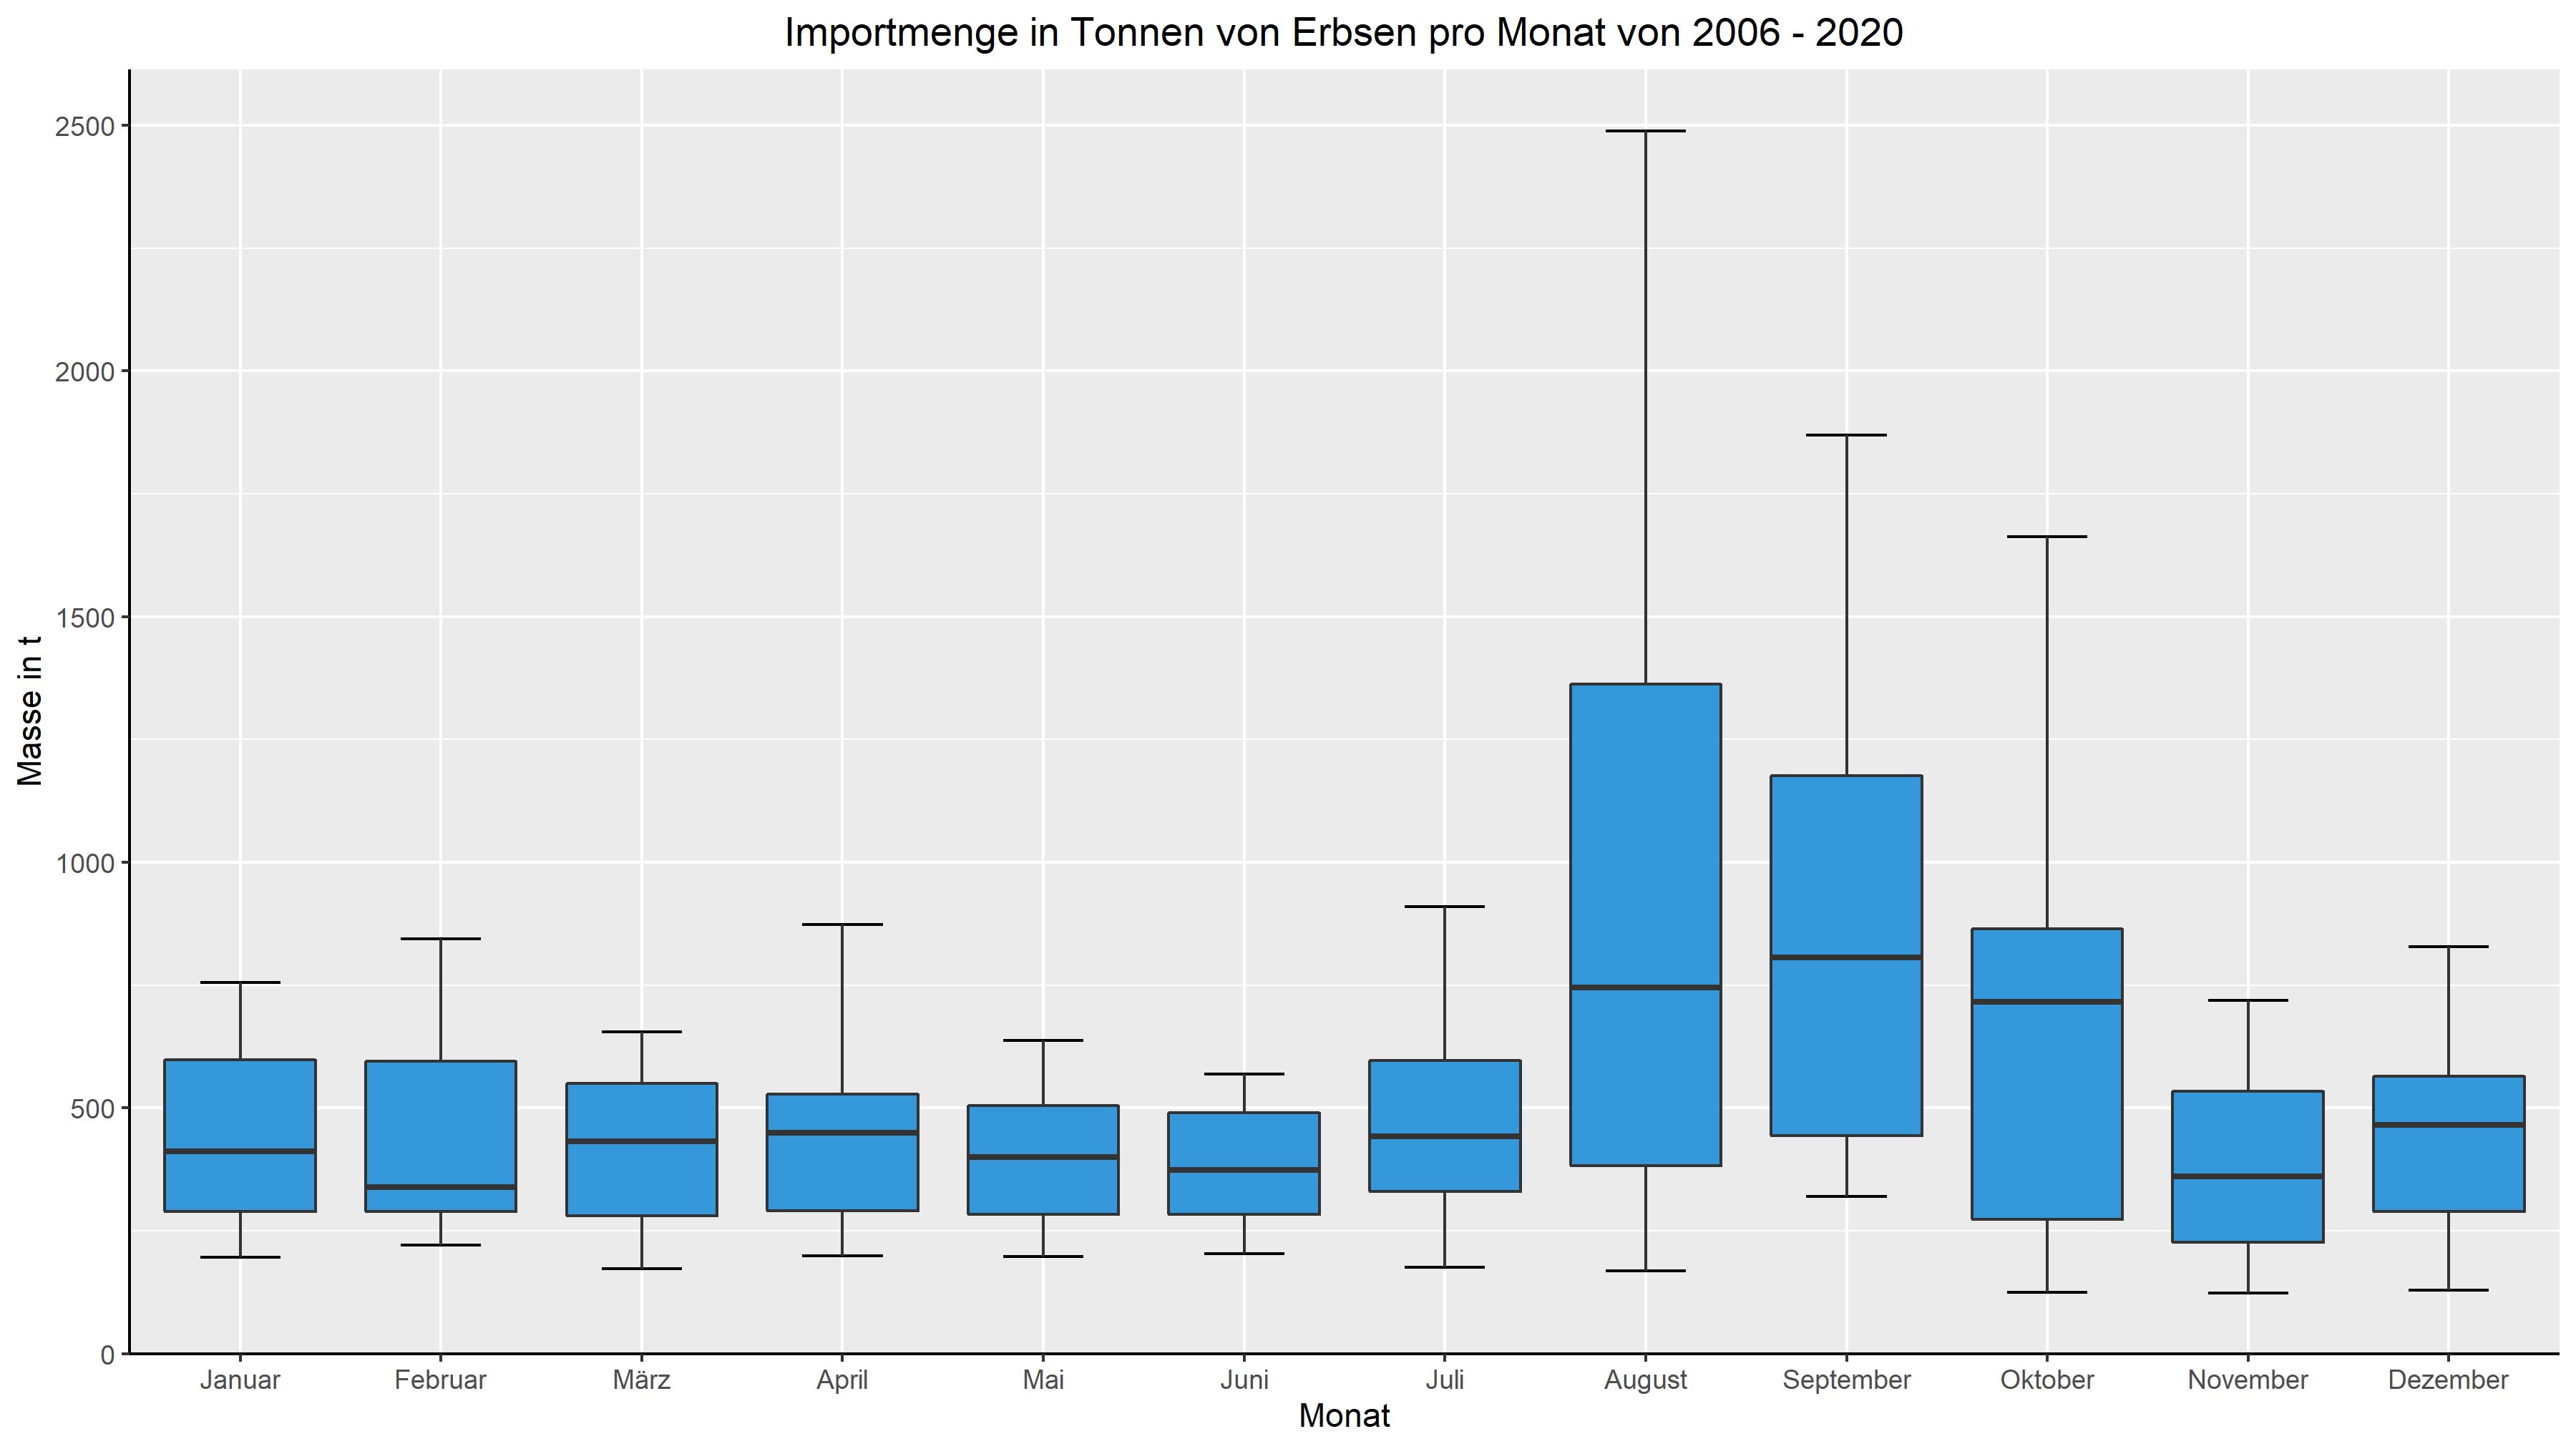 Importmenge in Tonnen von Erbsen pro Monat von 2006 - 2020
2500
2000
1500
1000
500
0
Masse in t
Januar Februar März April Mai Juni Juli August September Oktober November Dezember
Monat